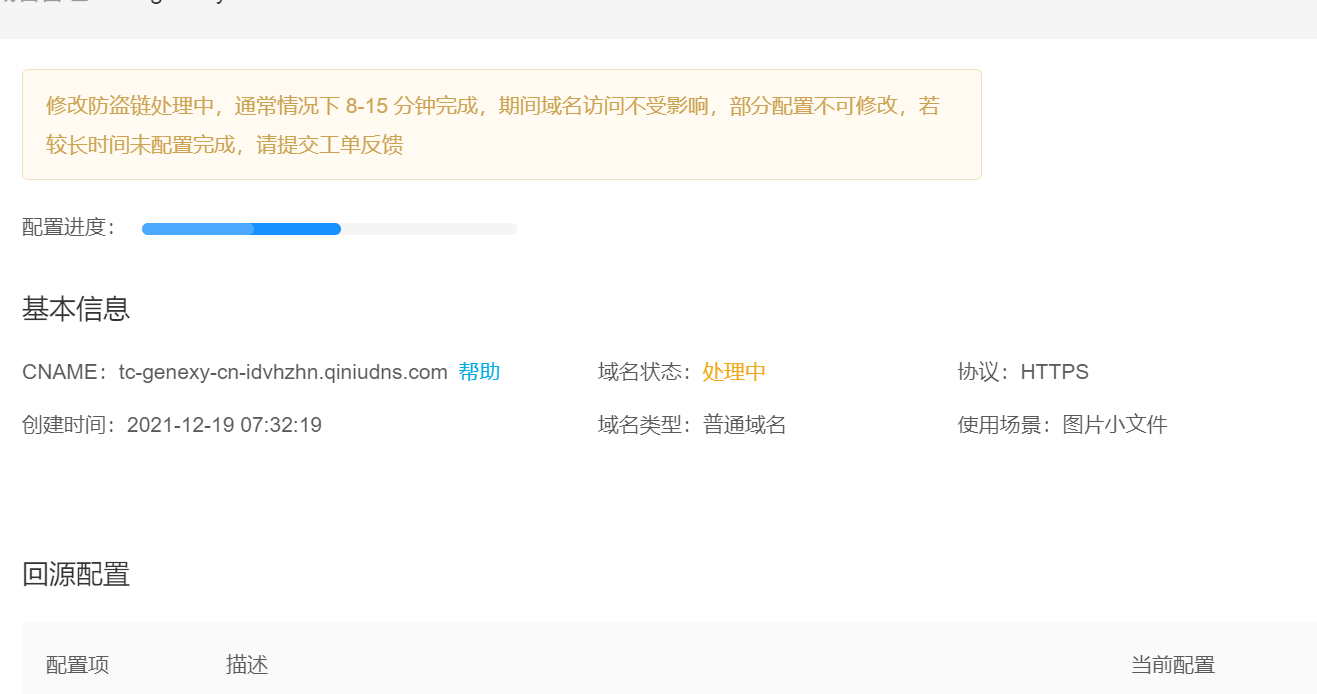 修改防盗链处理中，通常情况下 8-15 分钟完成，期间域名访问不受影响，部分配置不可修改，若
较长时间未配置完成，请提交工单反馈
配置进度：
基本信息
CNAME：tc-genexy-cn-idvhzhn.qiniudns.com 帮助 域名状态：处理中 协议：HTTPS
创建时间：2021-12-19 07:32:19 域名类型：普通域名 使用场景：图片小文件
回源配置
配置项 描述 当前配置